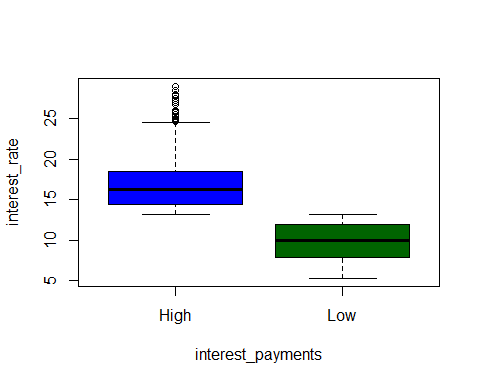 interest_rate
25
20
15
10
5
High
Low
interest_payments